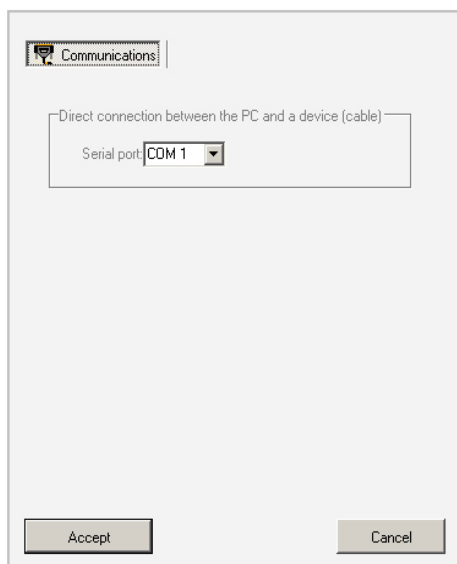 Communications
Direct connection between the PC and a device (cable)
Serial port: COM 1
Accept Cancel